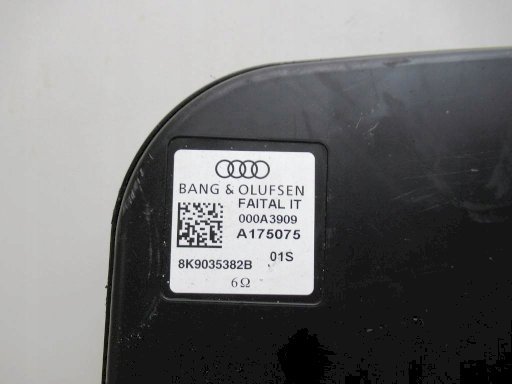 BANG & OLUFSEN
FAITAL IT
000A3909
A175075
8K9035382B 01S
6Ω